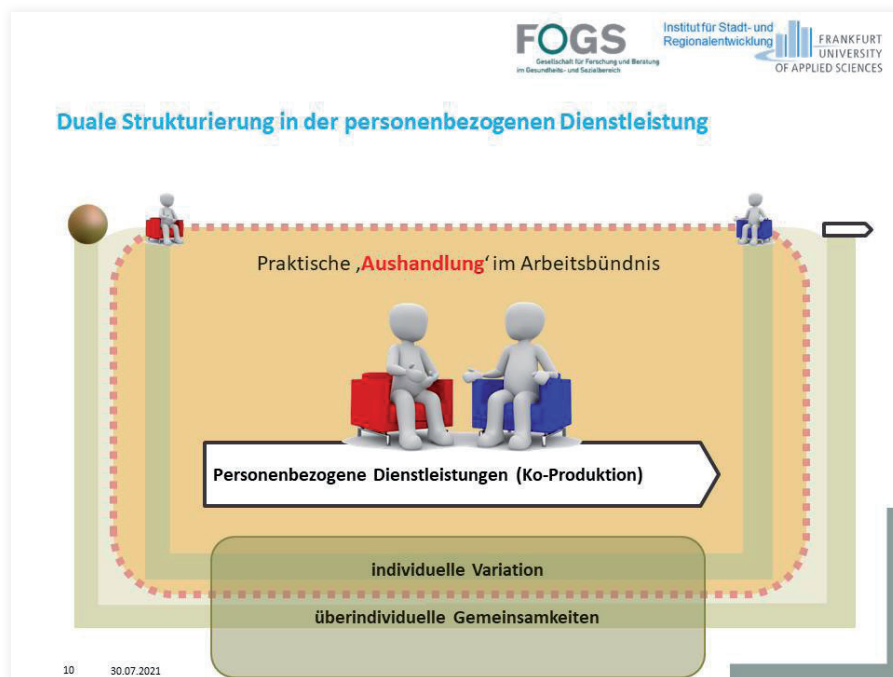 FOGS
Gesellschaft für Forschung und Beratung
im Gesundheits- und Sozialbereich
Institut für Stadt- und
Regionalentwicklung
FRANKFURT
UNIVERSITY
OF APPLIED SCIENCES
Duale Strukturierung in der personenbezogenen Dienstleistung
Praktische ‚Aushandlung‘ im Arbeitsbündnis
Personenbezogene Dienstleistungen (Ko-Produktion)
individuelle Variation
überindividuelle Gemeinsamkeiten
10 30.07.2021